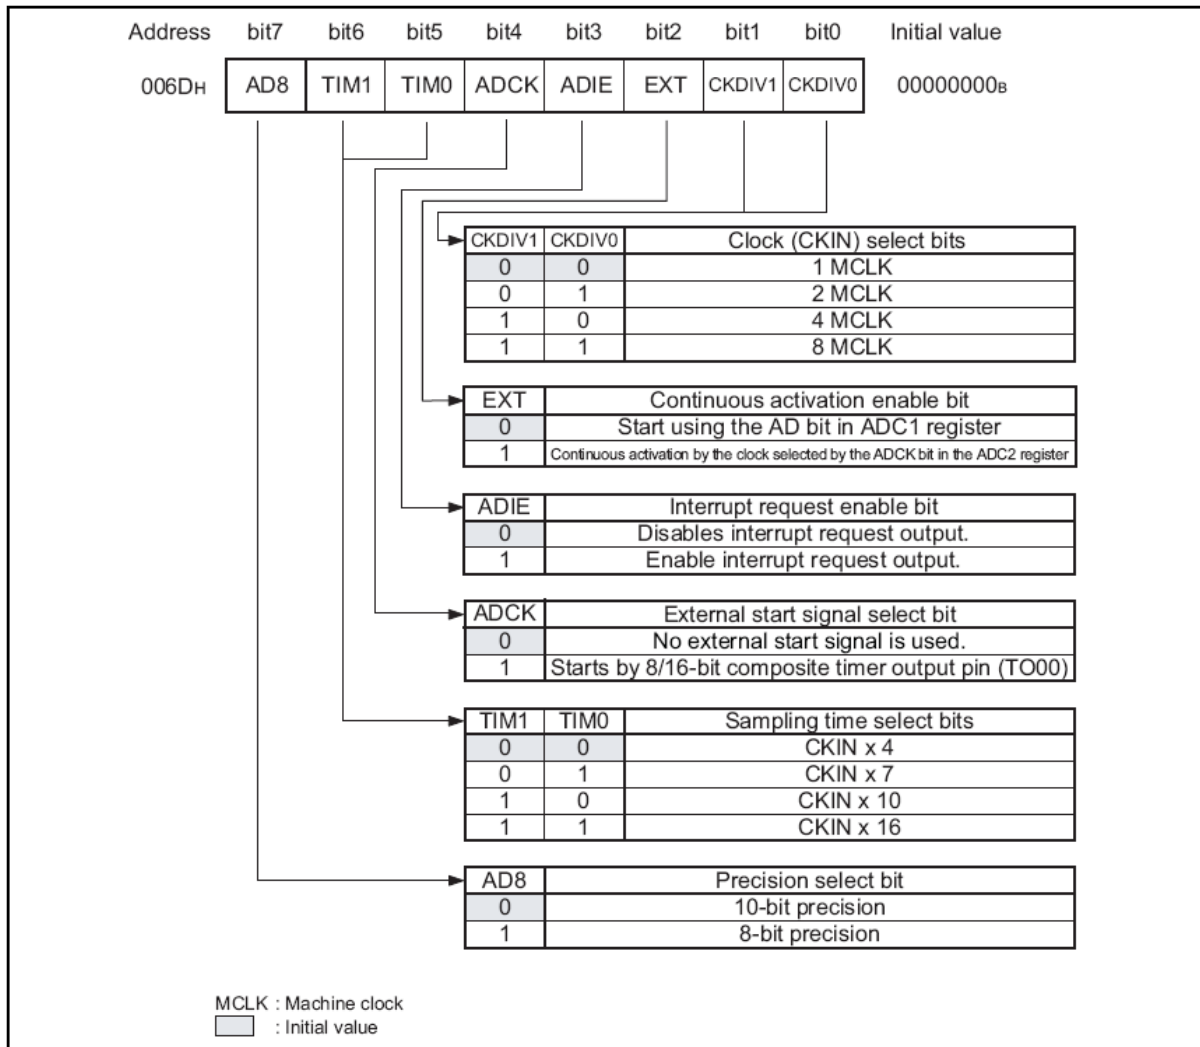 Address bit7 bit6 bit5 bit4 bit3 bit2 bit1 bit0 Initial value
006DH AD8 TIM1 TIM0 ADCK ADIE EXT CKDIV1 CKDIV0 00000000B
CKDIV1 CKDIV0 Clock (CKIN) select bits
0 0 1 MCLK
0 1 2 MCLK
1 0 4 MCLK
1 1 8 MCLK
EXT Continuous activation enable bit
0 Start using the AD bit in ADC1 register
1 Continuous activation by the clock selected by the ADCK bit in the ADC2 register
ADIE Interrupt request enable bit
0 Disables interrupt request output.
1 Enable interrupt request output.
ADCK External start signal select bit
0 No external start signal is used.
1 Starts by 8/16-bit composite timer output pin (TO00)
TIM1 TIM0 Sampling time select bits
0 0 CKIN x 4
0 1 CKIN x 7
1 0 CKIN x 10
1 1 CKIN x 16
AD8 Precision select bit
0 10-bit precision
1 8-bit precision
MCLK : Machine clock
: Initial value